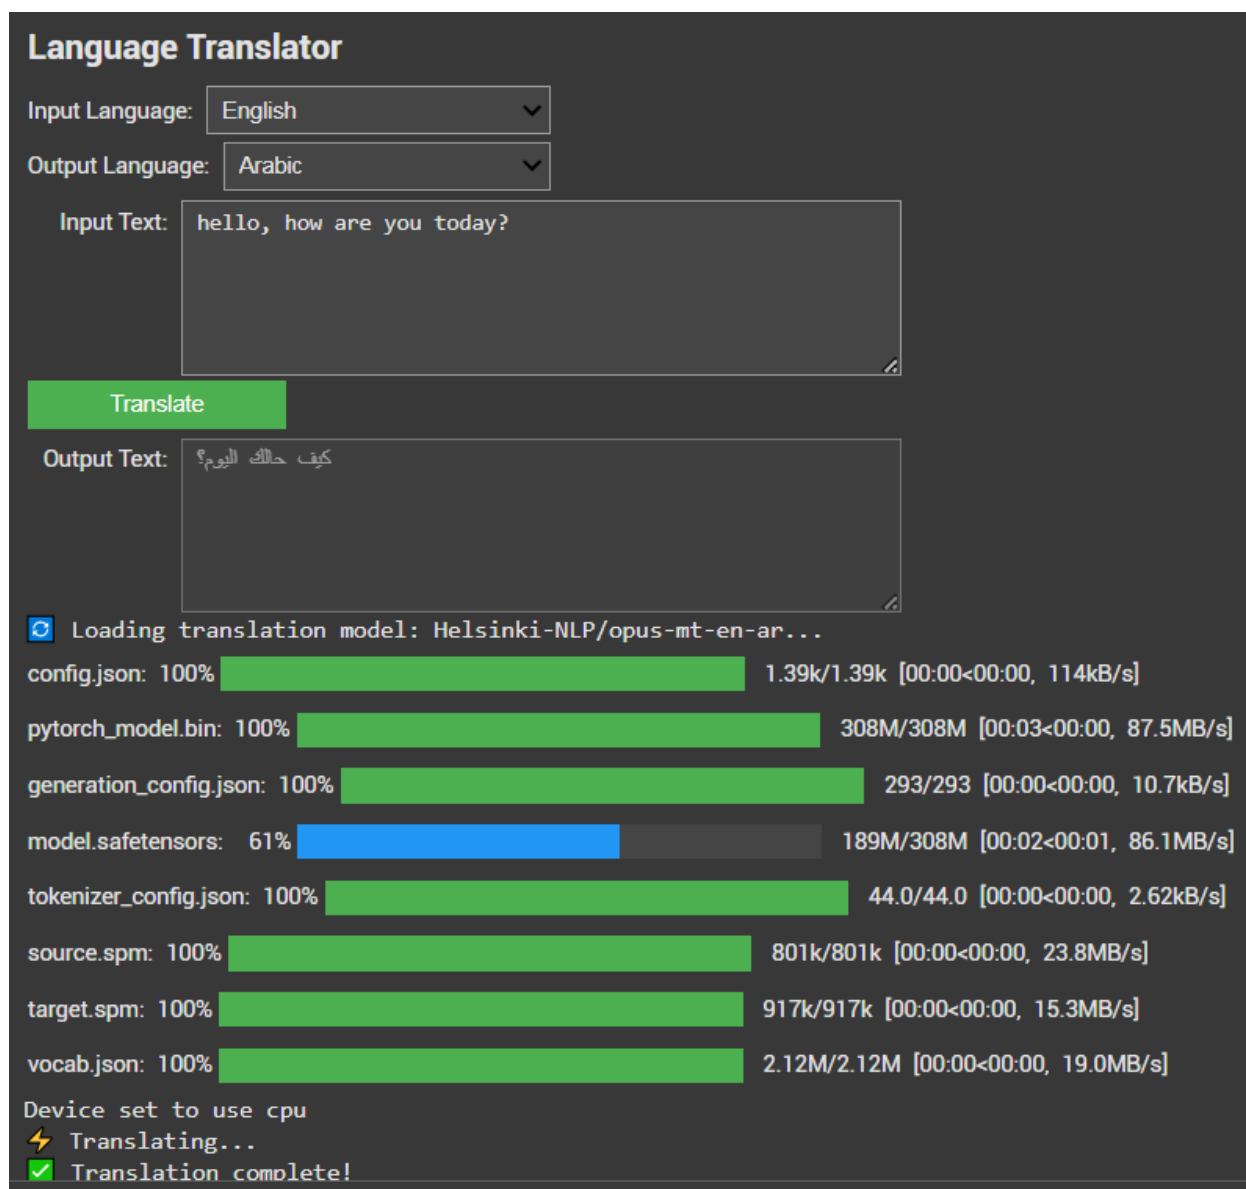 Language Translator
Input Language: English
Output Language: Arabic
Input Text: hello, how are you today?
Translate
Output Text: كيف حالك اليوم؟
Loading translation model: Helsinki-NLP/opus-mt-en-ar...
config.json: 100% 1.39k/1.39k [00:00<00:00, 114kB/s]
pytorch_model.bin: 100% 308M/308M [00:03<00:00, 87.5MB/s]
generation_config.json: 100% 293/293 [00:00<00:00, 10.7kB/s]
model.safetensors: 61% 189M/308M [00:02<00:01, 86.1MB/s]
tokenizer_config.json: 100% 44.0/44.0 [00:00<00:00, 2.62kB/s]
source.spm: 100% 801k/801k [00:00<00:00, 23.8MB/s]
target.spm: 100% 917k/917k [00:00<00:00, 15.3MB/s]
vocab.json: 100% 2.12M/2.12M [00:00<00:00, 19.0MB/s]
Device set to use cpu
⚡ Translating...
✅ Translation complete!